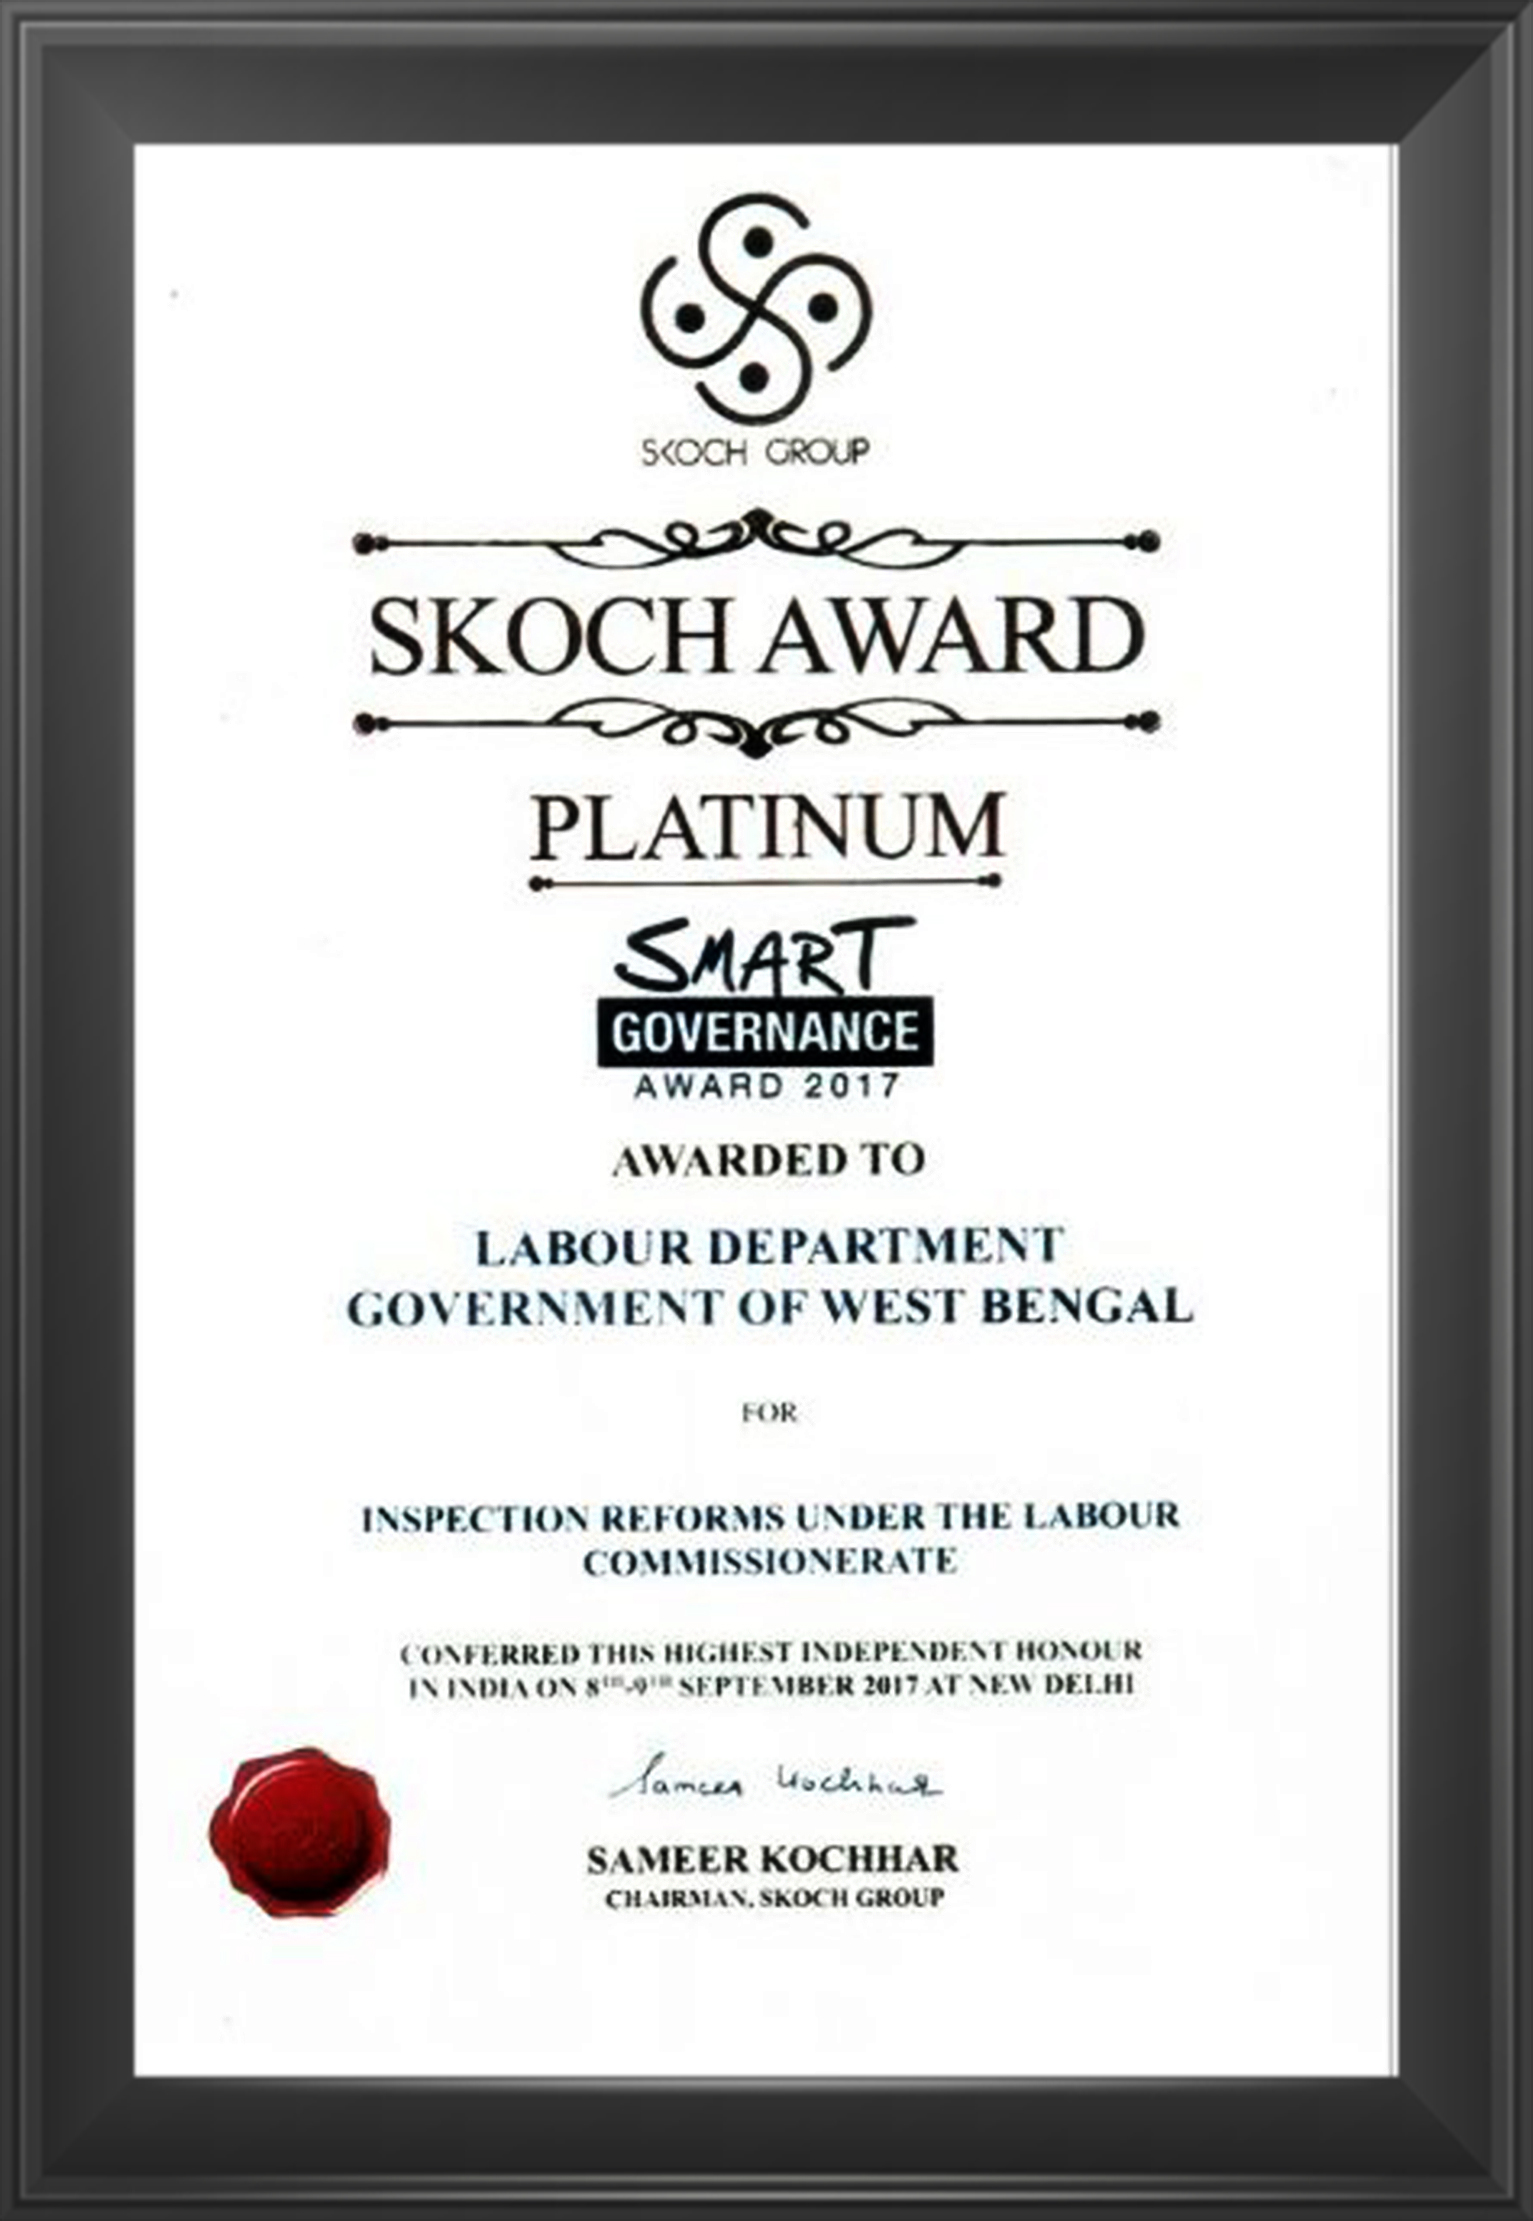 SKOCH GROUP
SKOCH AWARD
PLATINUM
SMART
GOVERNANCE
AWARD 2017
AWARDED TO
LABOUR DEPARTMENT
GOVERNMENT OF WEST BENGAL
FOR
INSPECTION REFORMS UNDER THE LABOUR
COMMISSIONERATE
CONFERRED THIS HIGHEST INDEPENDENT HONOUR
IN INDIA ON 8TH-9TH SEPTEMBER 2017 AT NEW DELHI
Sameer Kochhar
SAMEER KOCHHAR
CHAIRMAN, SKOCH GROUP